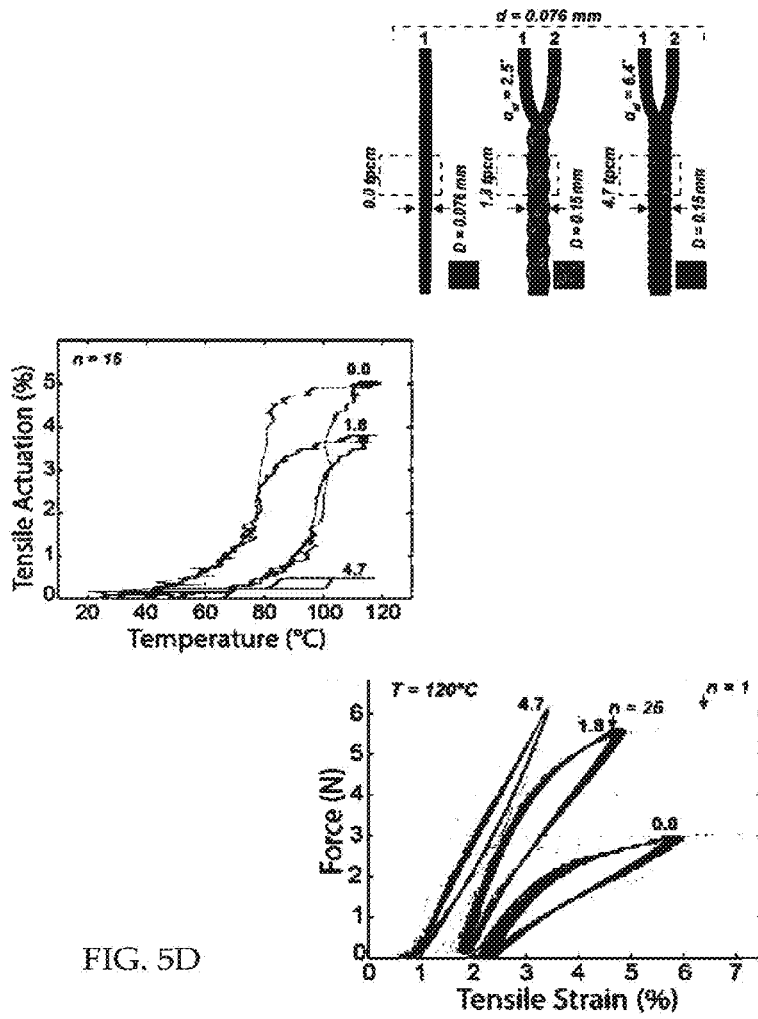 d = 0.076 mm
1 1 2 1 2
αd = 2.5° αd = 6.4°
0.0 tpcm 1.8 tpcm 4.7 tpcm
D = 0.076 mm D = 0.15 mm D = 0.15 mm
n = 15
0.0
1.8
4.7
Tensile Actuation (%)
5
4
3
2
1
0
20 40 60 80 100 120
Temperature (°C)
T = 120°C
n = 1
4.7 n = 25
1.8
0.0
Force (N)
6
5
4
3
2
1
0
0 1 2 3 4 5 6 7
Tensile Strain (%)
FIG. 5D